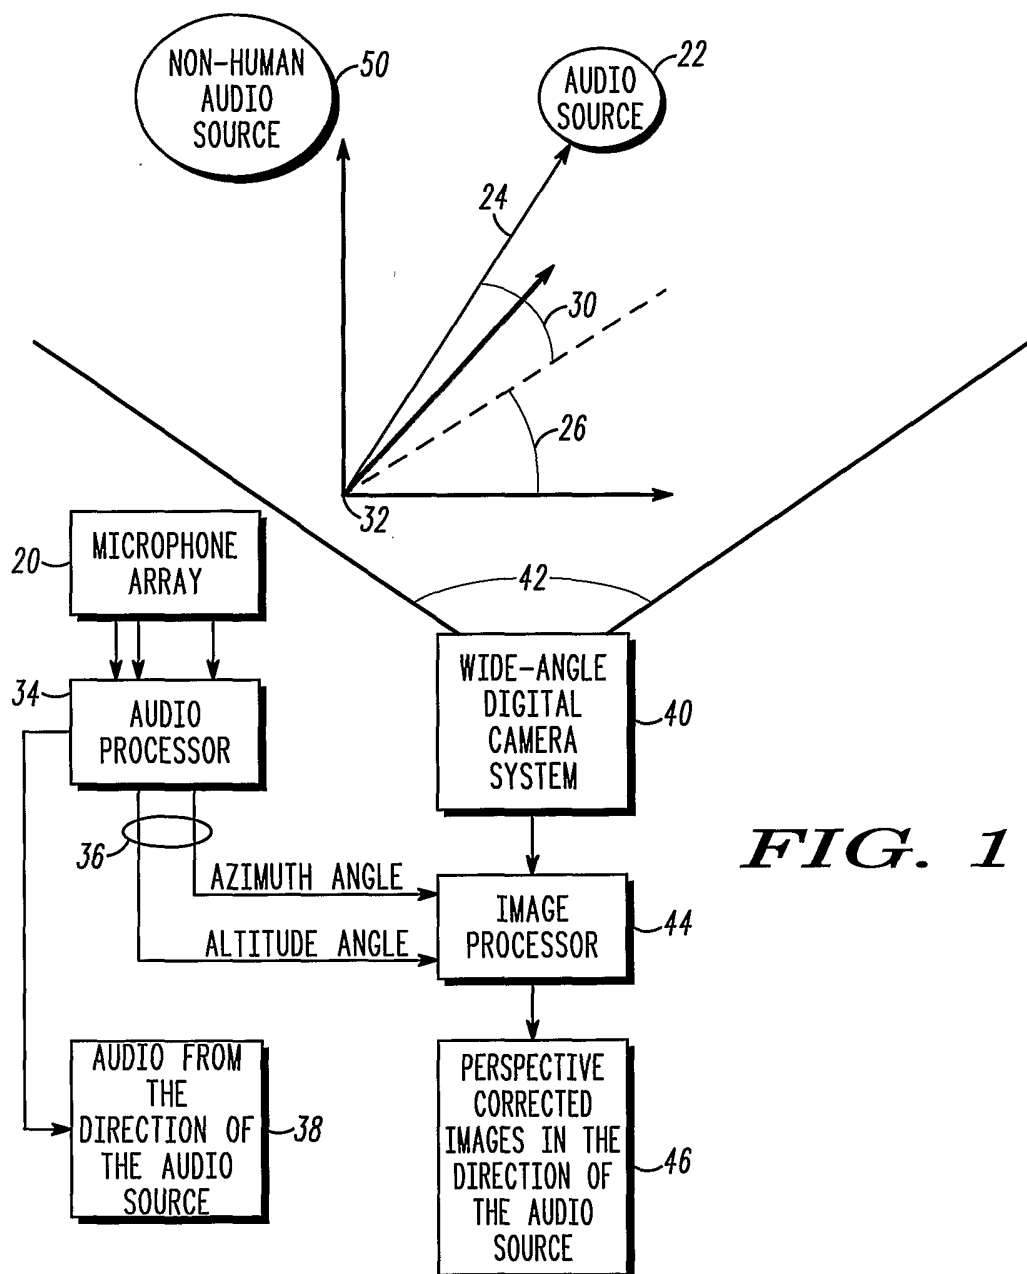 NON-HUMAN
AUDIO
SOURCE
50
AUDIO
SOURCE
22
24
30
26
32
MICROPHONE
ARRAY
20
42
WIDE-ANGLE
DIGITAL
CAMERA
SYSTEM
40
34
AUDIO
PROCESSOR
36
FIG. 1
AZIMUTH ANGLE
ALTITUDE ANGLE
IMAGE
PROCESSOR
44
AUDIO FROM
THE
DIRECTION OF
THE AUDIO
SOURCE
38
PERSPECTIVE
CORRECTED
IMAGES IN THE
DIRECTION OF
THE AUDIO
SOURCE
46